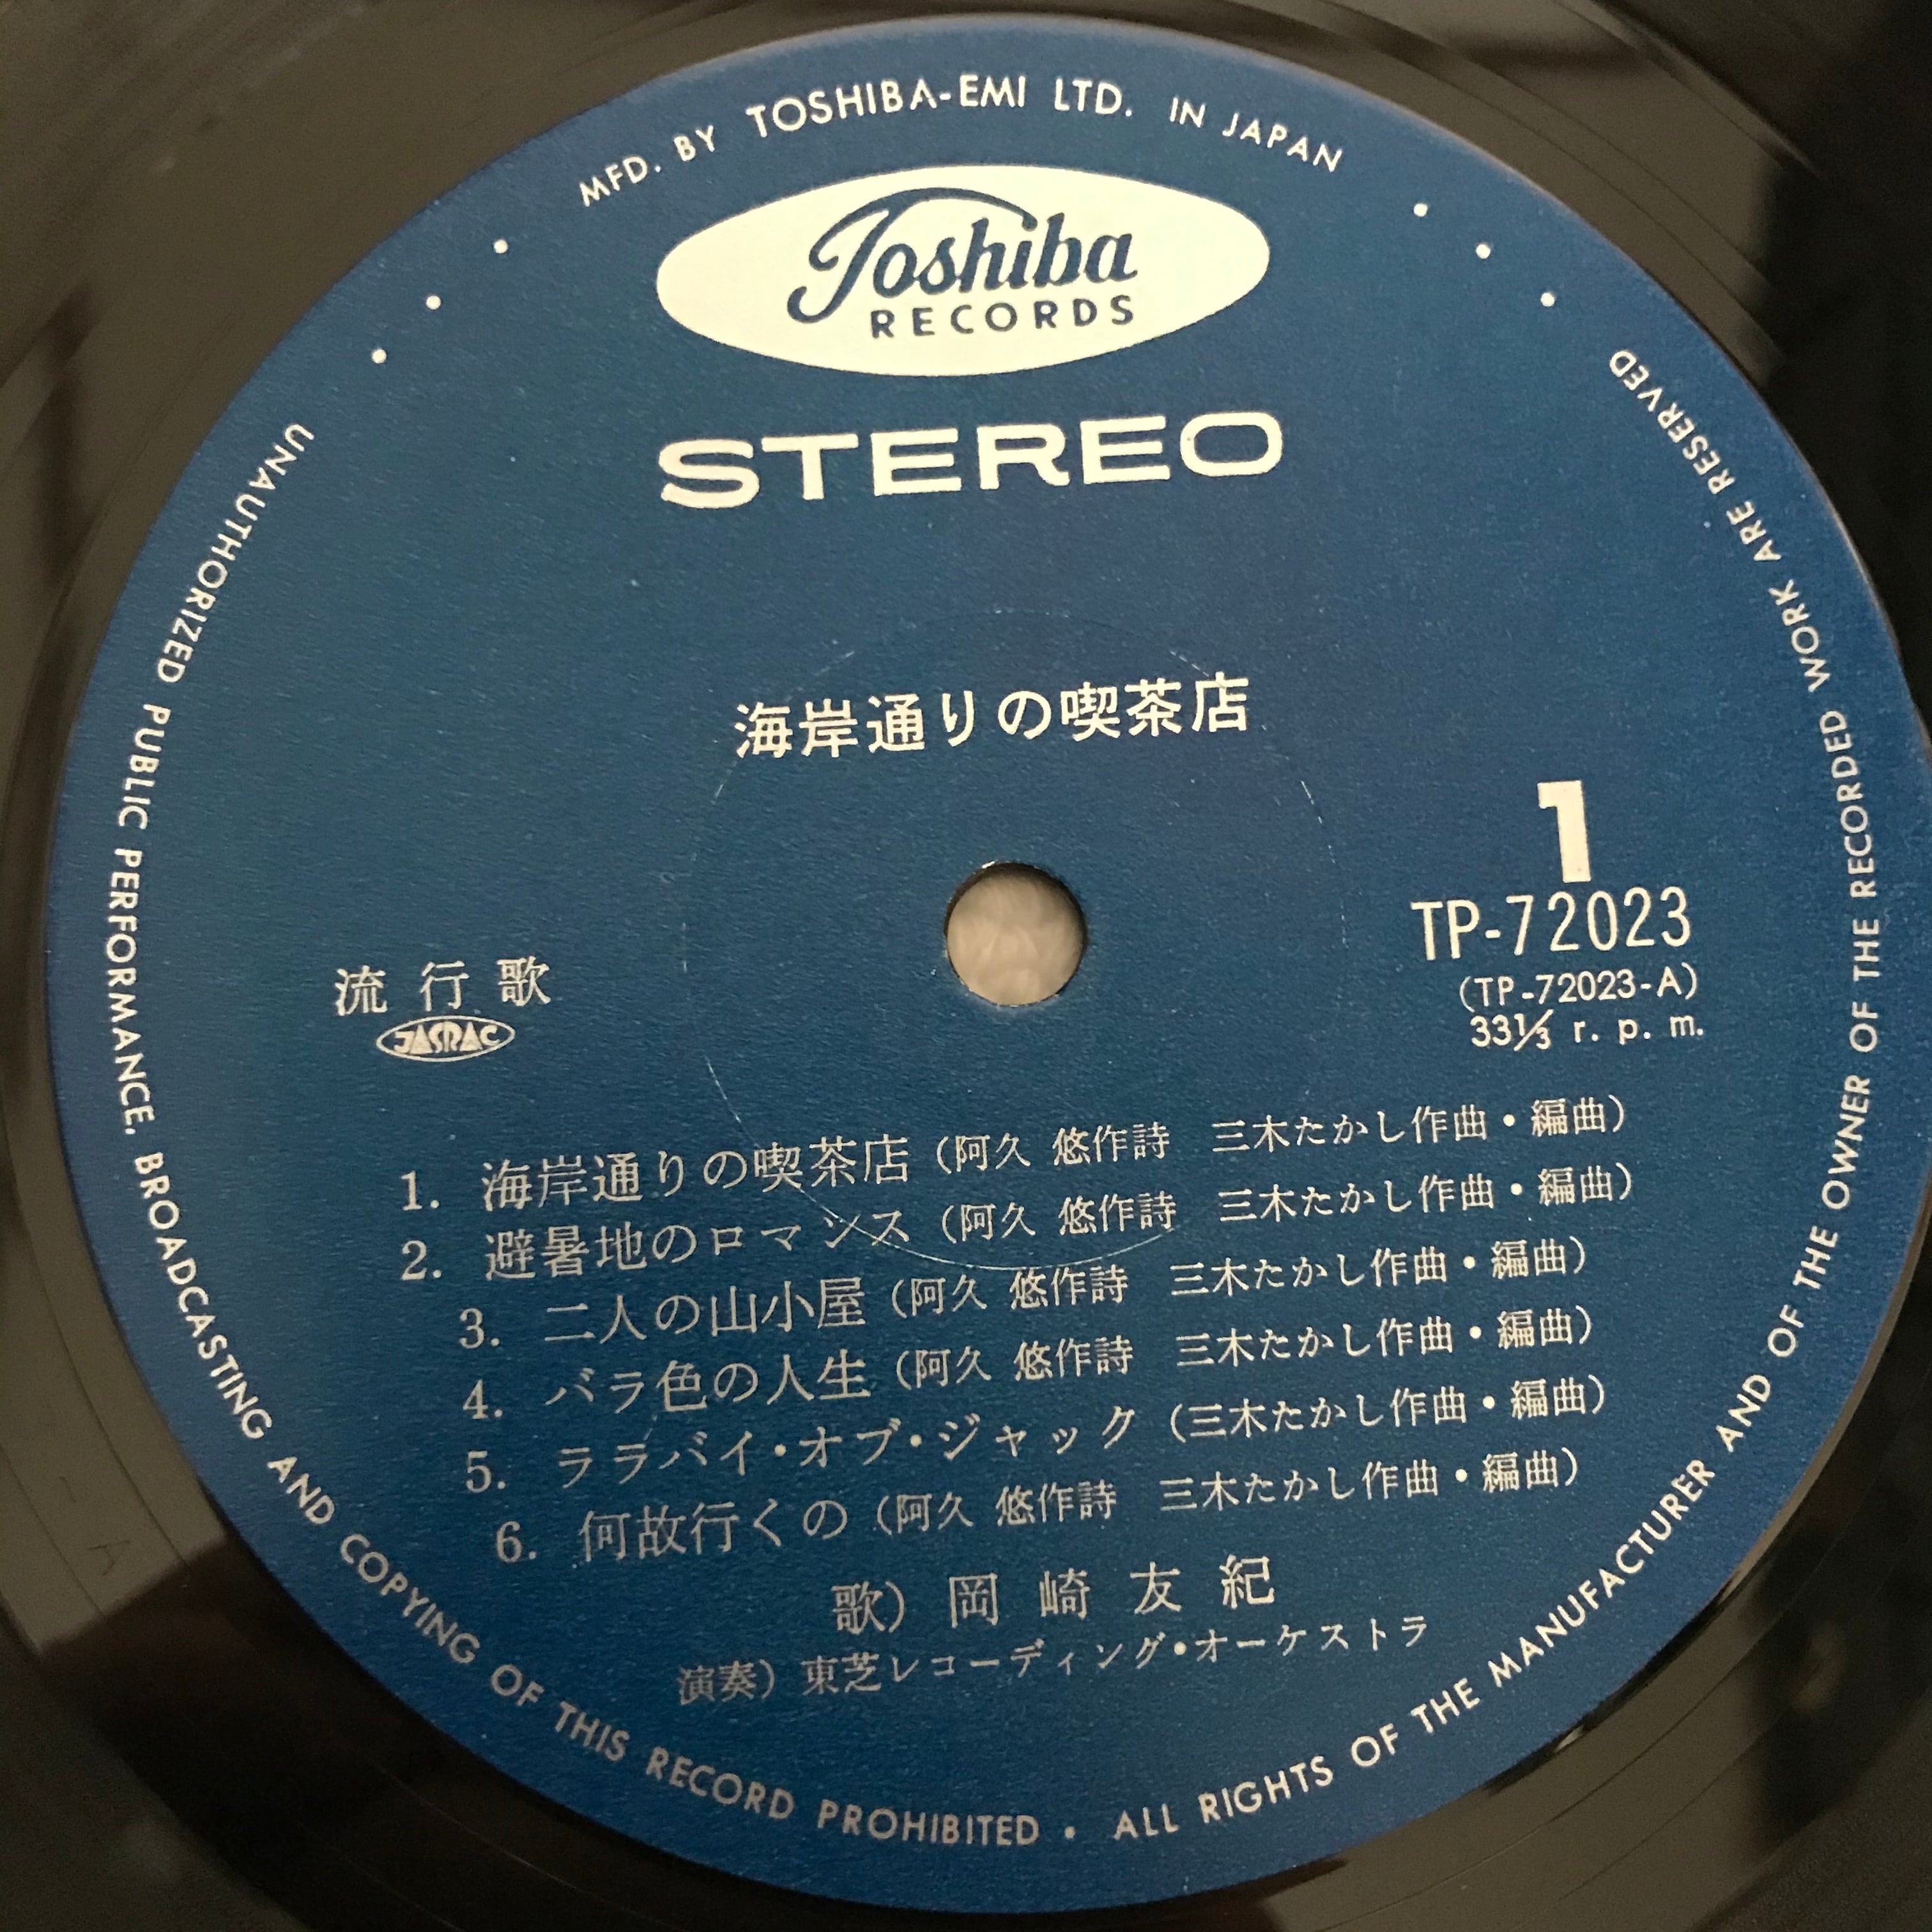 MFD. BY TOSHIBA-EMI LTD. IN JAPAN
Toshiba
RECORDS
STEREO
海岸通りの喫茶店
1
TP-72023
(TP-72023-A)
33⅓ r. p. m.
流行歌
JASRAC
1. 海岸通りの喫茶店（阿久 悠作詩 三木たかし作曲・編曲）
2. 避暑地のロマンス（阿久 悠作詩 三木たかし作曲・編曲）
3. 二人の山小屋（阿久 悠作詩 三木たかし作曲・編曲）
4. バラ色の人生（阿久 悠作詩 三木たかし作曲・編曲）
5. ララバイ・オブ・ジャック（三木たかし作曲・編曲）
6. 何故行くの（阿久 悠作詩 三木たかし作曲・編曲）
歌）岡崎友紀
演奏）東芝レコーディング・オーケストラ
UNAUTHORIZED PUBLIC PERFORMANCE, BROADCASTING AND COPYING OF THIS RECORD PROHIBITED • ALL RIGHTS OF THE MANUFACTURER AND OF THE OWNER OF THE RECORDED WORK ARE RESERVED